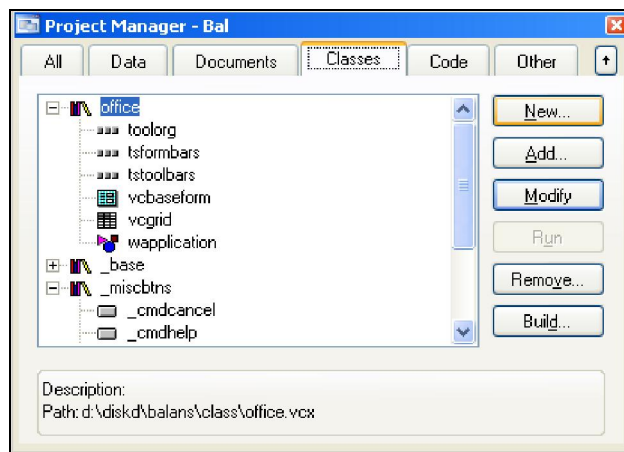 Project Manager - Bal
All Data Documents Classes Code Other
office
toolorg
tsformbars
tstoolbars
vcbaseform
vcgrid
wapplication
_base
_miscbtns
_cmdcancel
_cmdhelp
New...
Add...
Modify
Run
Remove...
Build...
Description:
Path: d:\diskd\balans\class\office.vcx